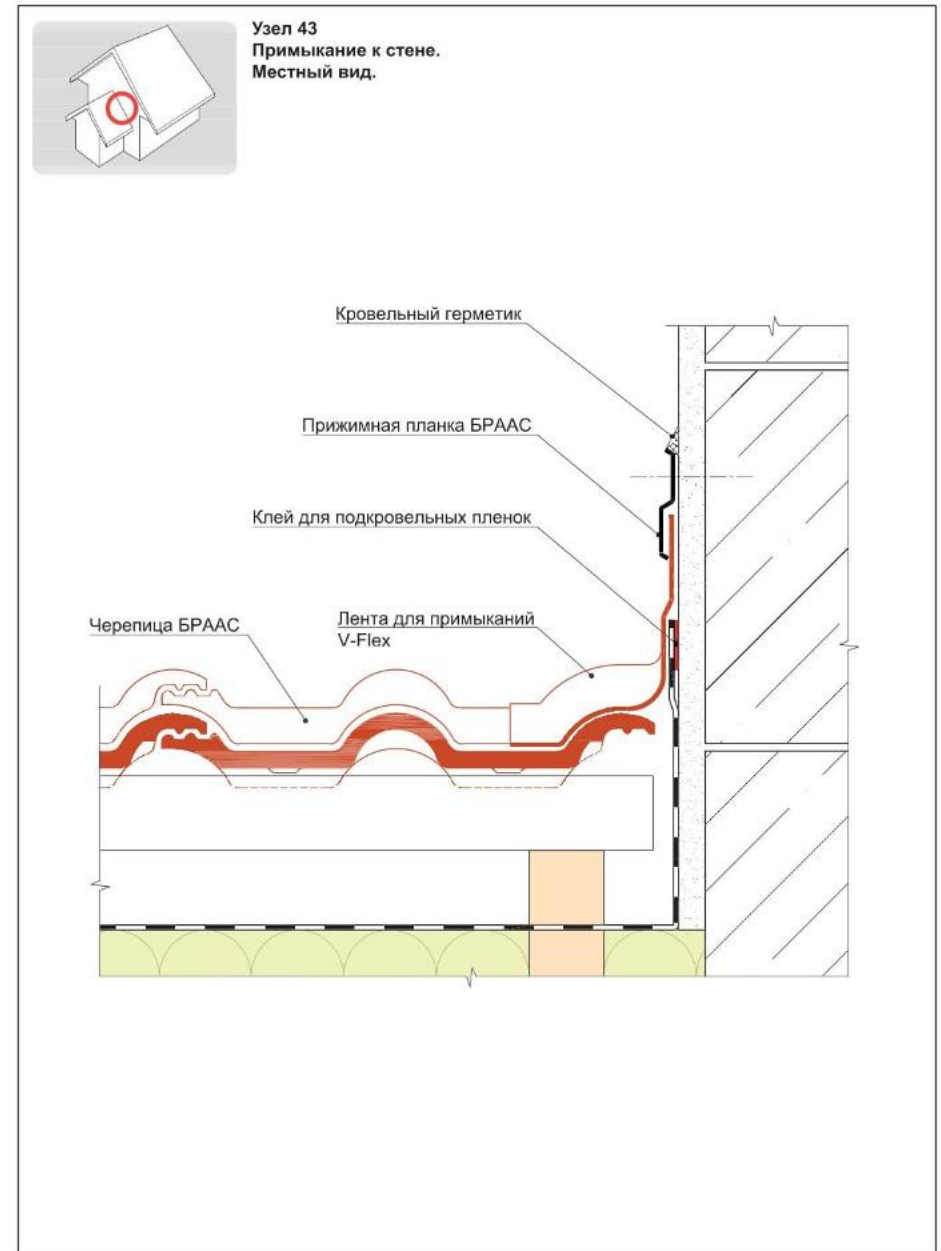 Узел 43
Примыкание к стене.
Местный вид.
Кровельный герметик
Прижимная планка БРААС
Клей для подкровельных пленок
Черепица БРААС
Лента для примыканий
V-Flex